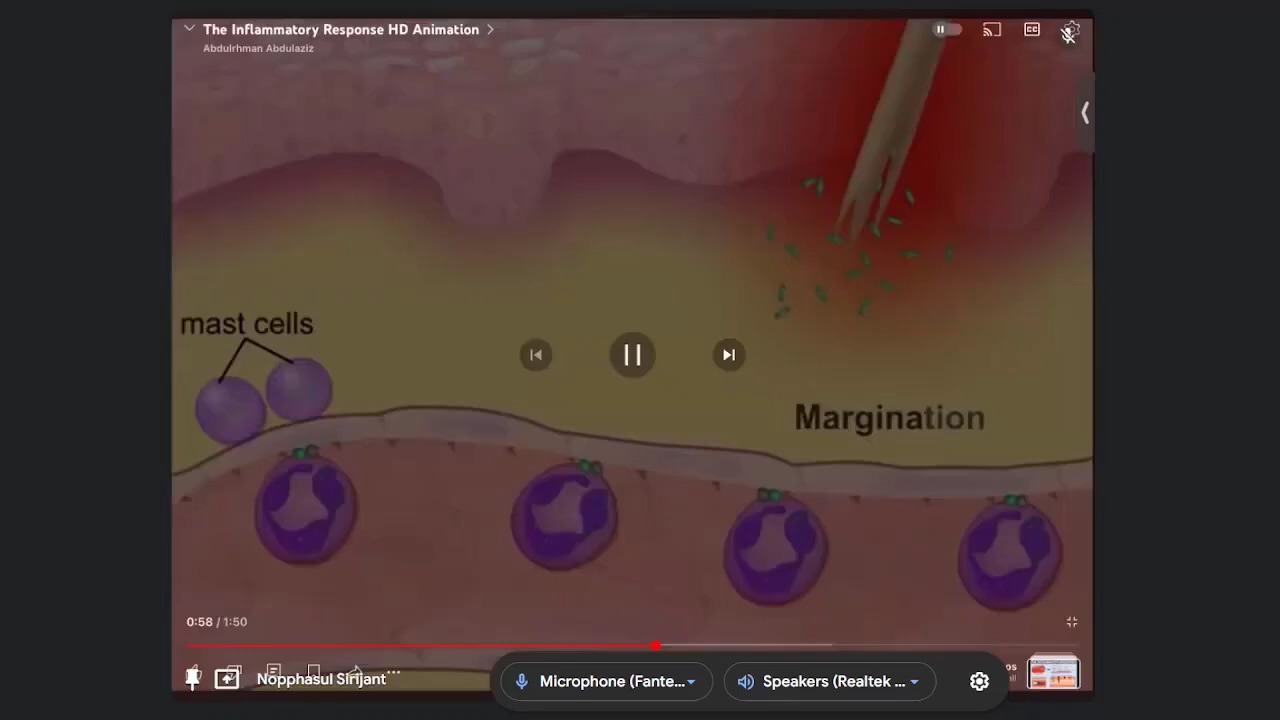 The Inflammatory Response HD Animation
Abdulrhman Abdulaziz
CC
mast cells
Margination
0:58 / 1:50
Nopphasul Sirijant
Microphone (Fante...
Speakers (Realtek ...